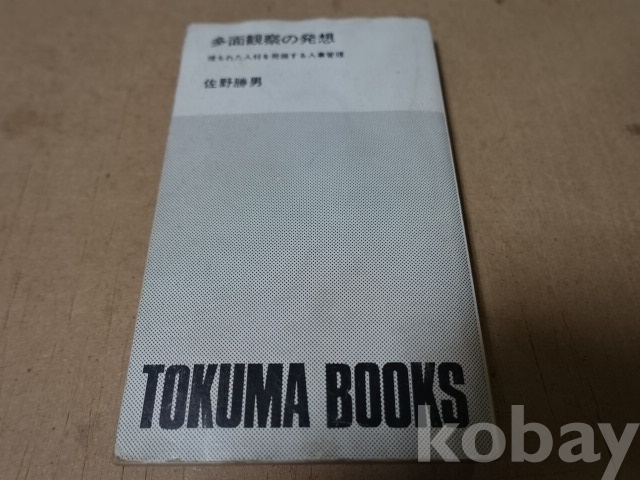 多面観察の発想
埋もれた人材を発掘する人事管理
佐野勝男
TOKUMA BOOKS
kobay